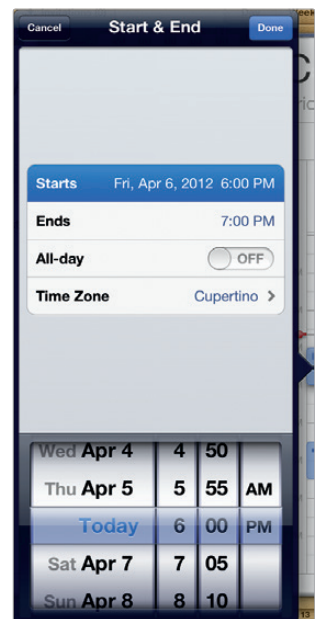 Cancel Start & End Done
Starts Fri, Apr 6, 2012 6:00 PM
Ends 7:00 PM
All-day OFF
Time Zone Cupertino
Wed Apr 4 4 50
Thu Apr 5 5 55 AM
Today 6 00 PM
Sat Apr 7 7 05
Sun Apr 8 8 10